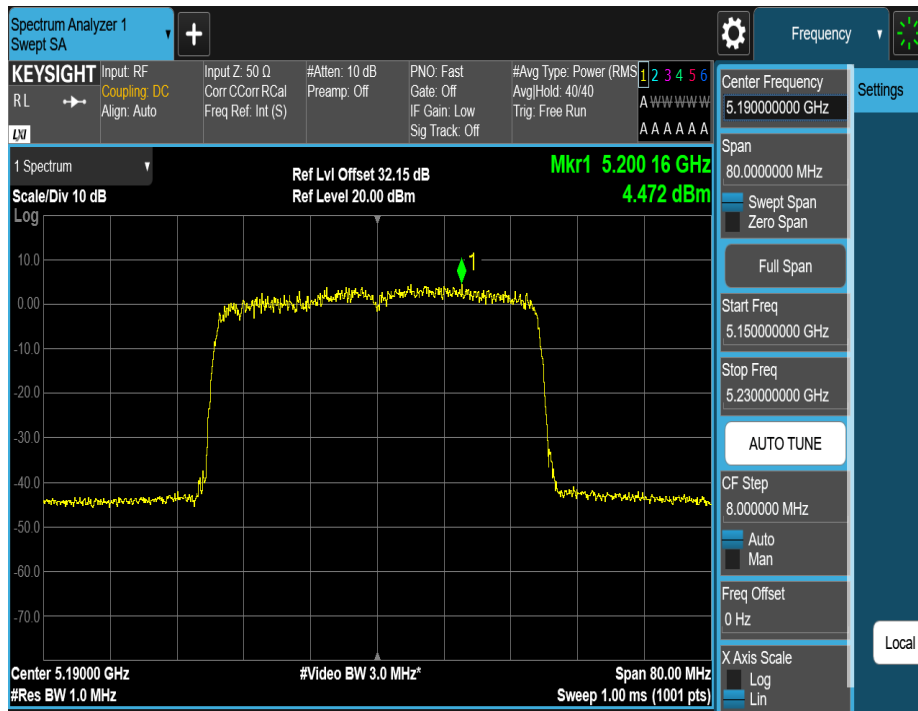 Spectrum Analyzer 1
Swept SA
+
Frequency
KEYSIGHT
RL
LXI
Input: RF
Coupling: DC
Align: Auto
Input Z: 50 Ω
Corr CCorr RCal
Freq Ref: Int (S)
#Atten: 10 dB
Preamp: Off
PNO: Fast
Gate: Off
IF Gain: Low
Sig Track: Off
#Avg Type: Power (RMS
Avg|Hold: 40/40
Trig: Free Run
1 2 3 4 5 6
A W W W W W
A A A A A A
1 Spectrum
Scale/Div 10 dB
Log
Ref Lvl Offset 32.15 dB
Ref Level 20.00 dBm
Mkr1 5.200 16 GHz
4.472 dBm
1
10.0
0.00
-10.0
-20.0
-30.0
-40.0
-50.0
-60.0
-70.0
Center 5.19000 GHz
#Res BW 1.0 MHz
#Video BW 3.0 MHz*
Span 80.00 MHz
Sweep 1.00 ms (1001 pts)
Center Frequency
5.190000000 GHz
Span
80.0000000 MHz
Swept Span
Zero Span
Full Span
Start Freq
5.150000000 GHz
Stop Freq
5.230000000 GHz
AUTO TUNE
CF Step
8.000000 MHz
Auto
Man
Freq Offset
0 Hz
X Axis Scale
Log
Lin
Settings
Local